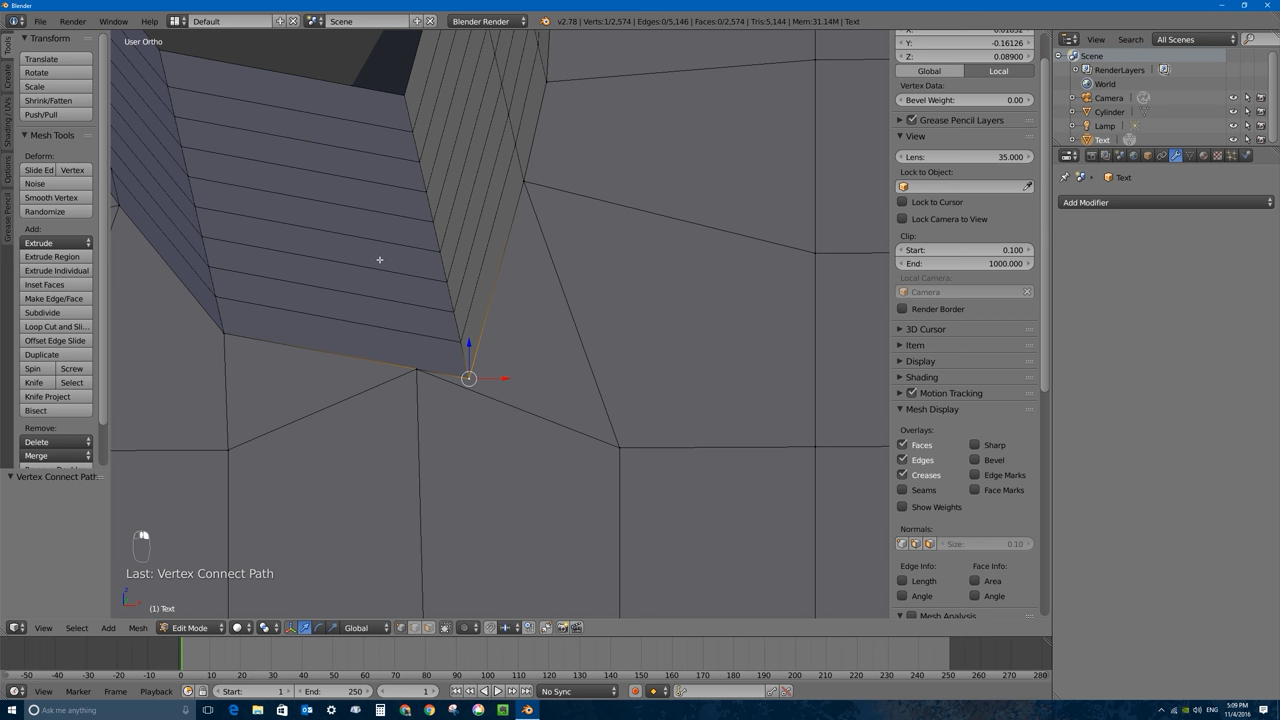 Blender
File Render Window Help
Default
Scene
Blender Render
v2.78 | Verts:1/2,574 | Edges:0/5,146 | Faces:0/2,574 | Tris:5,144 | Mem:31.14M | Text
Tools
Create
Shading / UVs
Options
Grease Pencil
Transform
Translate
Rotate
Scale
Shrink/Fatten
Push/Pull
Mesh Tools
Deform:
Slide Ed Vertex
Noise
Smooth Vertex
Randomize
Add:
Extrude
Extrude Region
Extrude Individual
Inset Faces
Make Edge/Face
Subdivide
Loop Cut and Sli...
Offset Edge Slide
Duplicate
Spin Screw
Knife Select
Knife Project
Bisect
Remove:
Delete
Merge
Vertex Connect Path
User Ortho
Last: Vertex Connect Path
(1) Text
Y: -0.16126
Z: 0.08900
Global Local
Vertex Data:
Bevel Weight: 0.00
Grease Pencil Layers
View
Lens: 35.000
Lock to Object:
Lock to Cursor
Lock Camera to View
Clip:
Start: 0.100
End: 1000.000
Local Camera:
Camera
Render Border
3D Cursor
Item
Display
Shading
Motion Tracking
Mesh Display
Overlays:
Faces Sharp
Edges Bevel
Creases Edge Marks
Seams Face Marks
Show Weights
Normals:
Size: 0.10
Edge Info: Face Info:
Length Area
Angle Angle
Mesh Analysis
View Search All Scenes
Scene
RenderLayers
World
Camera
Cylinder
Lamp
Text
Text
Add Modifier
View Select Add Mesh Edit Mode Global
-50 -40 -30 -20 -10 0 10 20 30 40 50 60 70 80 90 100 110 120 130 140 150 160 170 180 190 200 210 220 230 240 250 260 270 280
View Marker Frame Playback Start: 1 End: 250 1 No Sync
Ask me anything
ENG
5:09 PM
11/4/2016